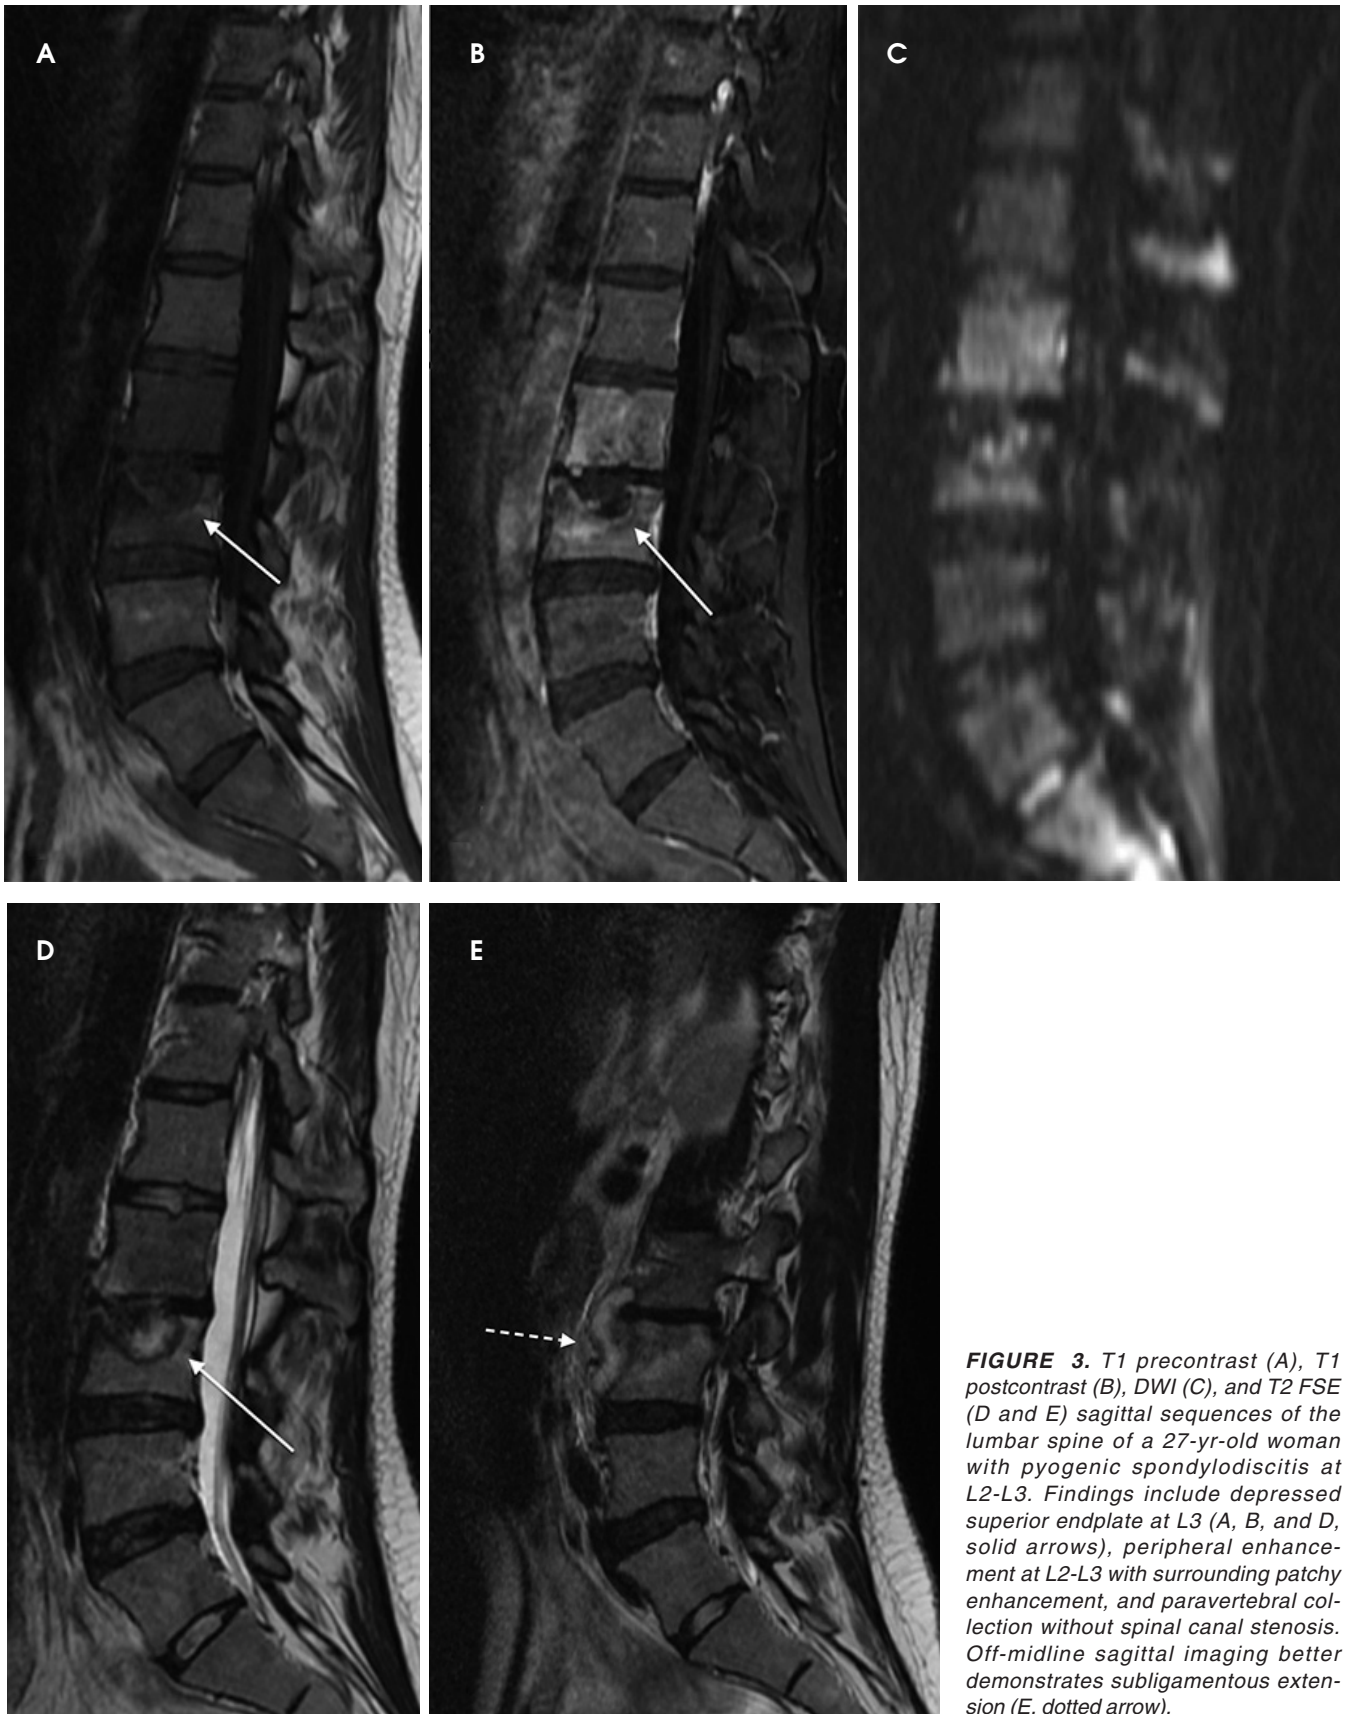 A
B
C
D
E
FIGURE 3. T1 precontrast (A), T1
postcontrast (B), DWI (C), and T2 FSE
(D and E) sagittal sequences of the
lumbar spine of a 27-yr-old woman
with pyogenic spondylodiscitis at
L2-L3. Findings include depressed
superior endplate at L3 (A, B, and D,
solid arrows), peripheral enhance-
ment at L2-L3 with surrounding patchy
enhancement, and paravertebral col-
lection without spinal canal stenosis.
Off-midline sagittal imaging better
demonstrates subligamentous exten-
sion (E, dotted arrow).